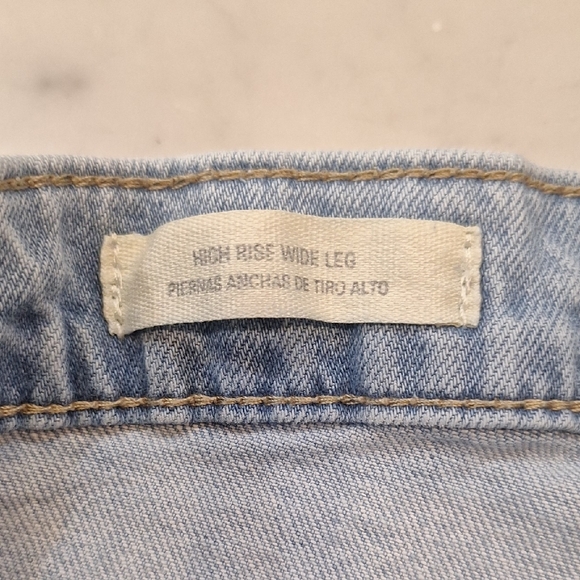 HIGH RISE WIDE LEG
PIERNAS ANCHAS DE TIRO ALTO